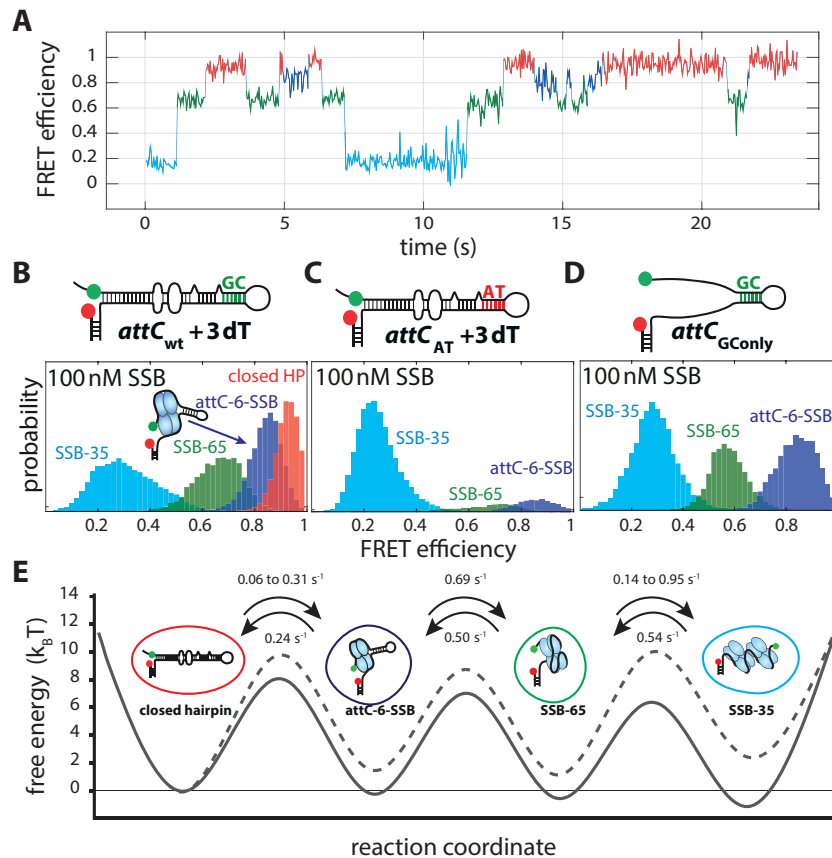 A
FRET efficiency
1
0.8
0.6
0.4
0.2
0
0
5
10
15
20
time (s)
B
GC
attCwt + 3 dT
C
AT
attCAT +3 dT
D
GC
attCGConly
probability
100 nM SSB
closed HP
attC-6-SSB
SSB-35
SSB-65
0.2
0.4
0.6
0.8
100 nM SSB
SSB-35
SSB-65
attC-6-SSB
0.2
0.4
0.6
0.8
1
100 nM SSB
SSB-35
SSB-65
attC-6-SSB
0.2
0.4
0.6
0.8
FRET efficiency
E
free energy (kBT)
14
12
10
8
6
4
2
0
0.06 to 0.31 s-1
0.69 s-1
0.14 to 0.95 s-1
0.24 s-1
0.50 s-1
0.54 s-1
closed hairpin
attC-6-SSB
SSB-65
SSB-35
reaction coordinate